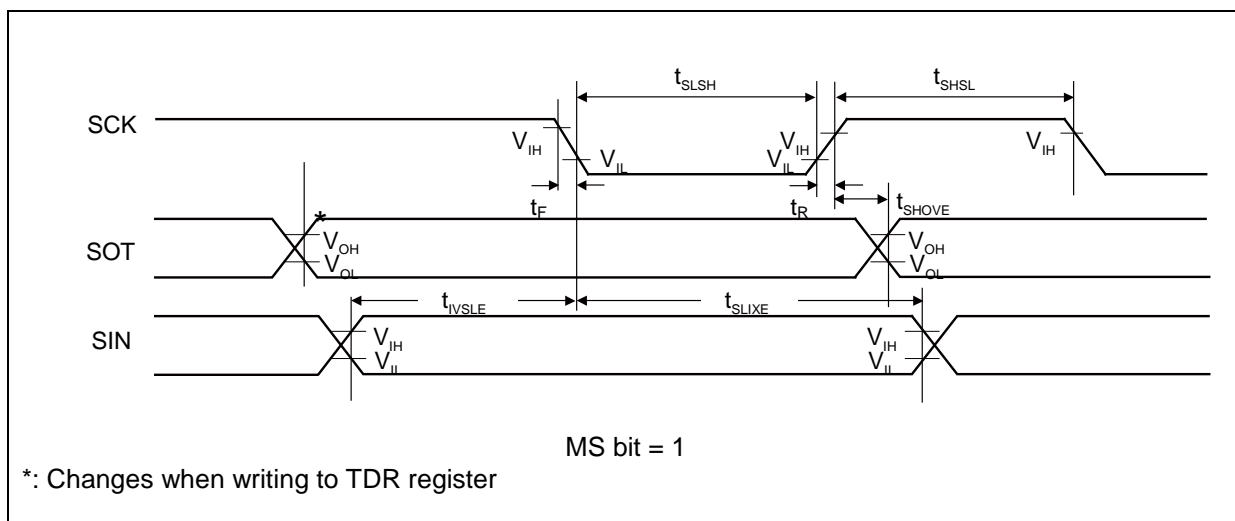 tSLSH
tSHSL
SCK
VIH
VIL
VIH
VIL
VIH
tF
tR
tSHOVE
*
SOT
VOH
VOL
VOH
VOL
tIVSLE
tSLIXE
SIN
VIH
VIL
VIH
VIL
MS bit = 1
*: Changes when writing to TDR register